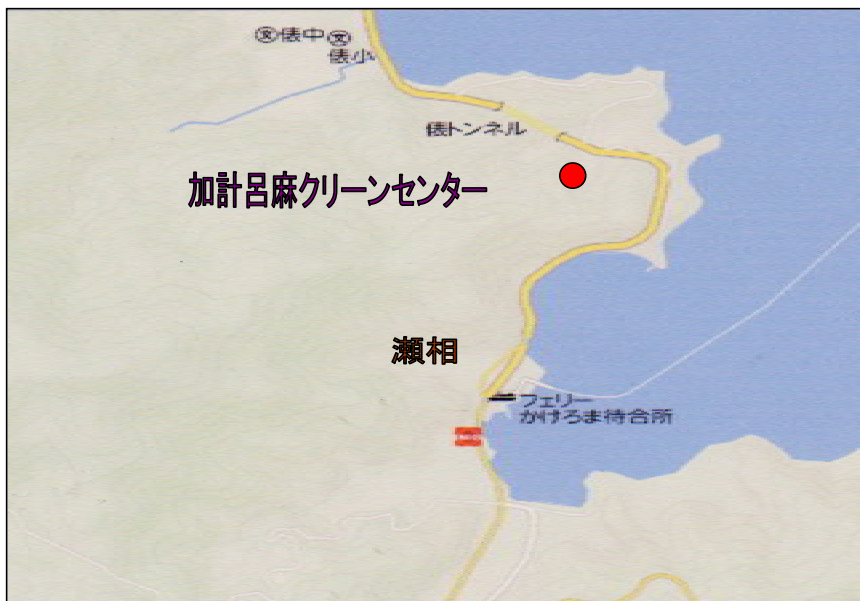 俵中
俵小
俵トンネル
加計呂麻クリーンセンター
瀬相
フェリー
かけろま待合所